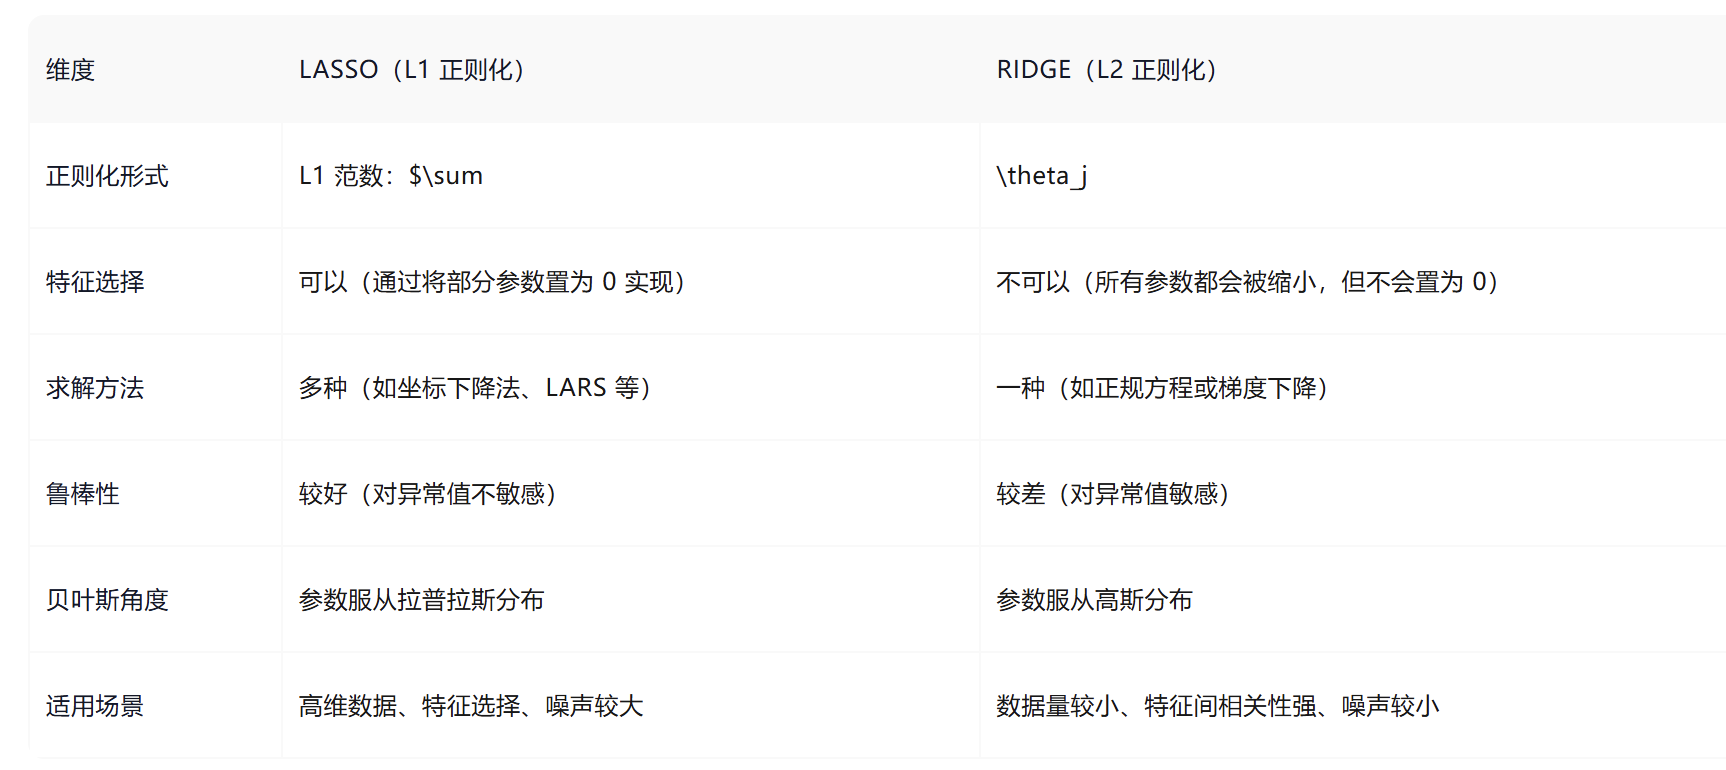 维度 LASSO（L1 正则化） RIDGE（L2 正则化）
正则化形式 L1 范数：$\sum \theta_j
特征选择 可以（通过将部分参数置为 0 实现） 不可以（所有参数都会被缩小，但不会置为 0）
求解方法 多种（如坐标下降法、LARS 等） 一种（如正规方程或梯度下降）
鲁棒性 较好（对异常值不敏感） 较差（对异常值敏感）
贝叶斯角度 参数服从拉普拉斯分布 参数服从高斯分布
适用场景 高维数据、特征选择、噪声较大 数据量较小、特征间相关性强、噪声较小